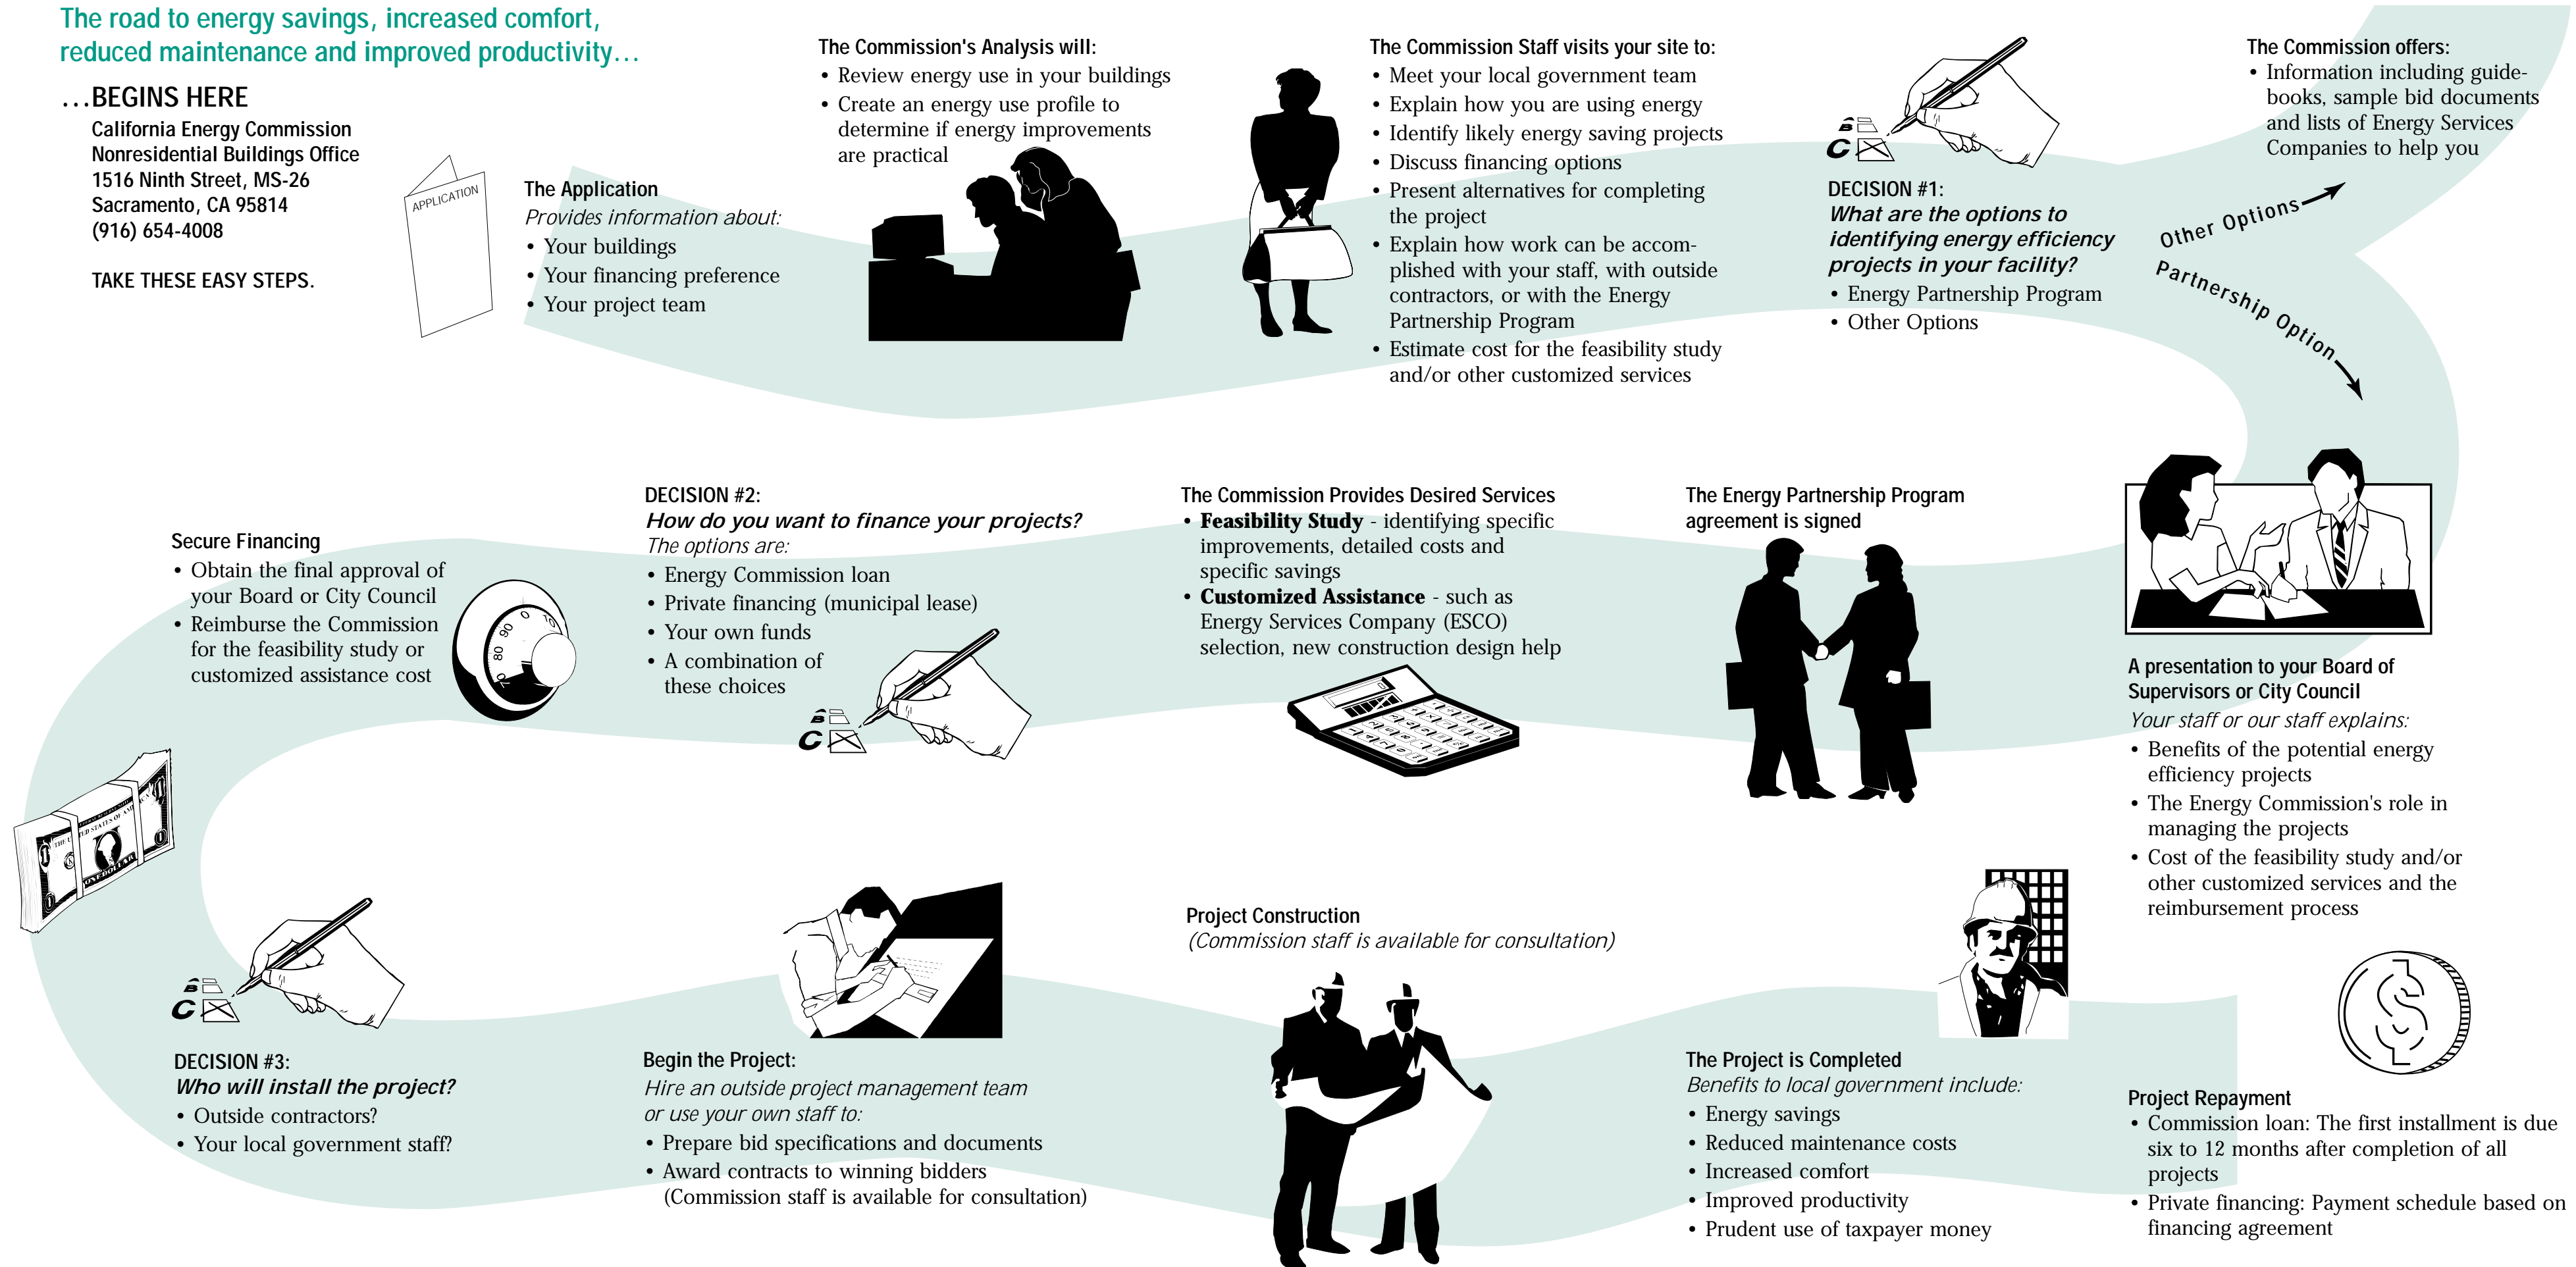 The road to energy savings, increased comfort,
reduced maintenance and improved productivity…
…BEGINS HERE
California Energy Commission
Nonresidential Buildings Office
1516 Ninth Street, MS-26
Sacramento, CA 95814
(916) 654-4008
TAKE THESE EASY STEPS.
APPLICATION
The Application
Provides information about:
• Your buildings
• Your financing preference
• Your project team
The Commission's Analysis will:
• Review energy use in your buildings
• Create an energy use profile to
determine if energy improvements
are practical
The Commission Staff visits your site to:
• Meet your local government team
• Explain how you are using energy
• Identify likely energy saving projects
• Discuss financing options
• Present alternatives for completing
the project
• Explain how work can be accom-
plished with your staff, with outside
contractors, or with the Energy
Partnership Program
• Estimate cost for the feasibility study
and/or other customized services
B
C
DECISION #1:
What are the options to
identifying energy efficiency
projects in your facility?
• Energy Partnership Program
• Other Options
Other Options
Partnership Option
The Commission offers:
• Information including guide-
books, sample bid documents
and lists of Energy Services
Companies to help you
A presentation to your Board of
Supervisors or City Council
Your staff or our staff explains:
• Benefits of the potential energy
efficiency projects
• The Energy Commission's role in
managing the projects
• Cost of the feasibility study and/or
other customized services and the
reimbursement process
The Energy Partnership Program
agreement is signed
The Commission Provides Desired Services
• Feasibility Study - identifying specific
improvements, detailed costs and
specific savings
• Customized Assistance - such as
Energy Services Company (ESCO)
selection, new construction design help
DECISION #2:
How do you want to finance your projects?
The options are:
• Energy Commission loan
• Private financing (municipal lease)
• Your own funds
• A combination of
these choices
B
C
Secure Financing
• Obtain the final approval of
your Board or City Council
• Reimburse the Commission
for the feasibility study or
customized assistance cost
70 80 90 0 10
ONE DOLLAR
B
C
DECISION #3:
Who will install the project?
• Outside contractors?
• Your local government staff?
Begin the Project:
Hire an outside project management team
or use your own staff to:
• Prepare bid specifications and documents
• Award contracts to winning bidders
(Commission staff is available for consultation)
Project Construction
(Commission staff is available for consultation)
The Project is Completed
Benefits to local government include:
• Energy savings
• Reduced maintenance costs
• Increased comfort
• Improved productivity
• Prudent use of taxpayer money
$
Project Repayment
• Commission loan: The first installment is due
six to 12 months after completion of all
projects
• Private financing: Payment schedule based on
financing agreement